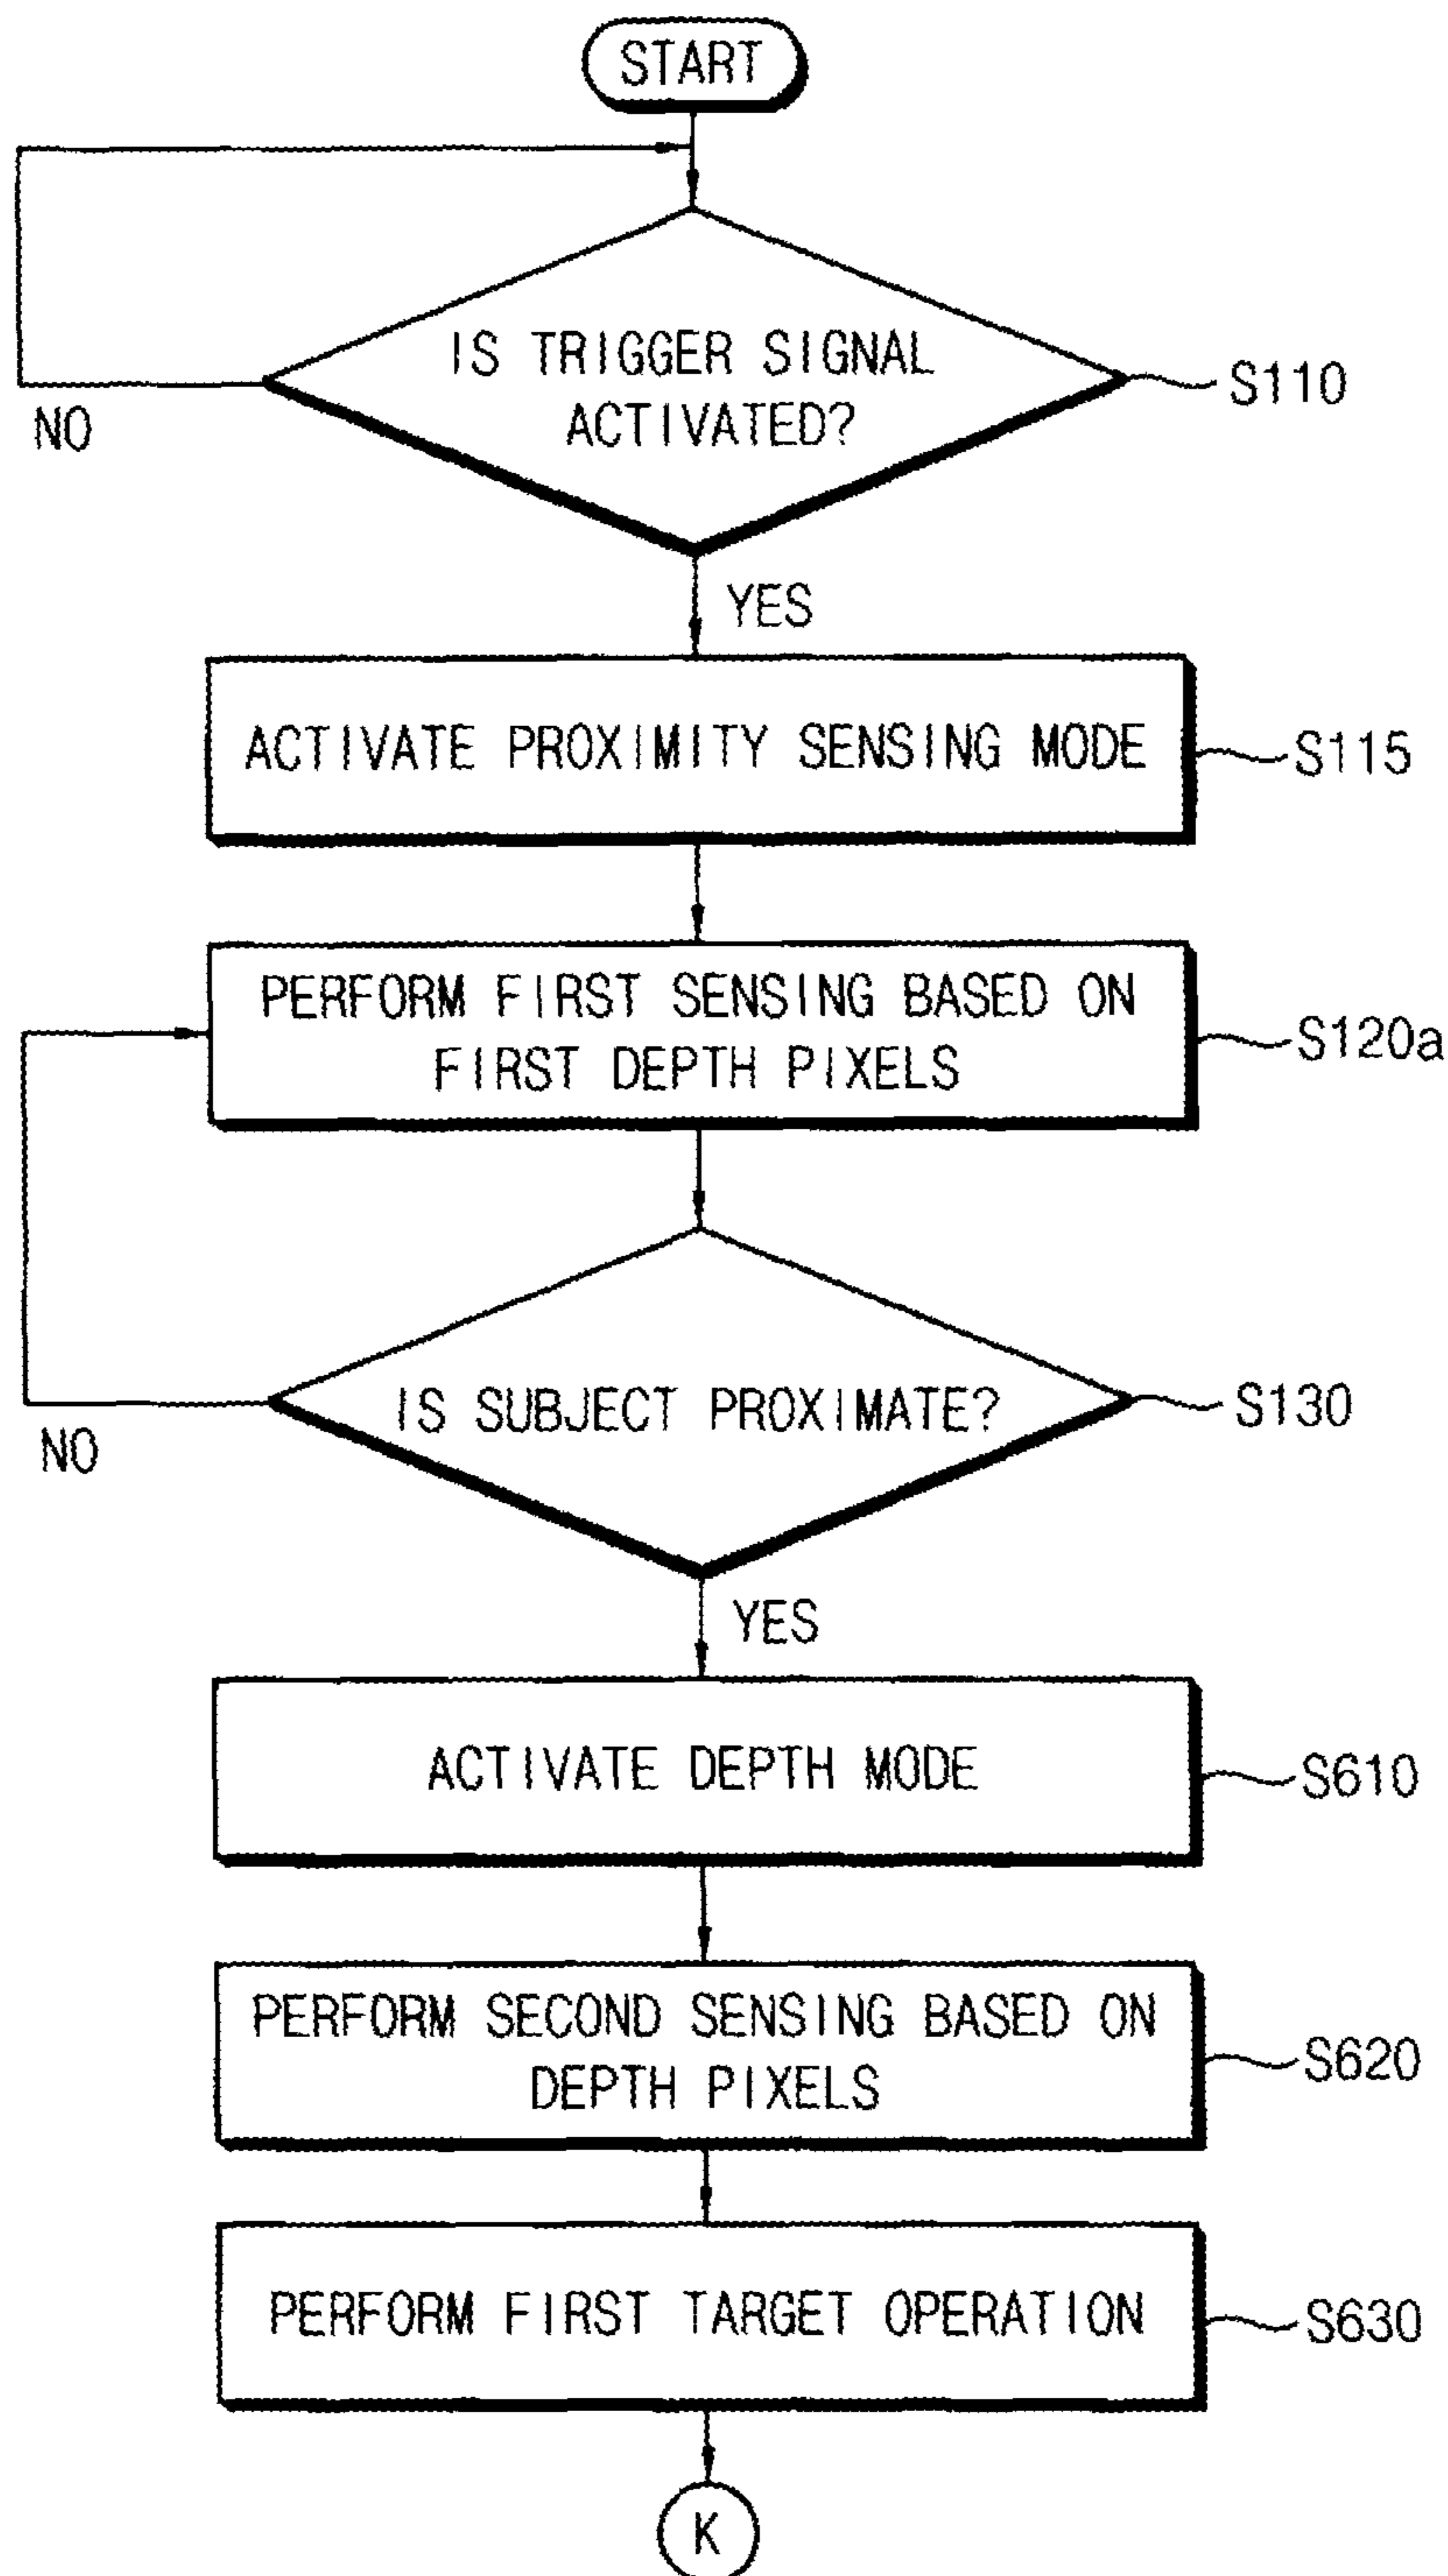 START
IS TRIGGER SIGNAL
ACTIVATED?
S110
NO
YES
ACTIVATE PROXIMITY SENSING MODE
S115
PERFORM FIRST SENSING BASED ON
FIRST DEPTH PIXELS
S120a
IS SUBJECT PROXIMATE?
S130
NO
YES
ACTIVATE DEPTH MODE
S610
PERFORM SECOND SENSING BASED ON
DEPTH PIXELS
S620
PERFORM FIRST TARGET OPERATION
S630
K